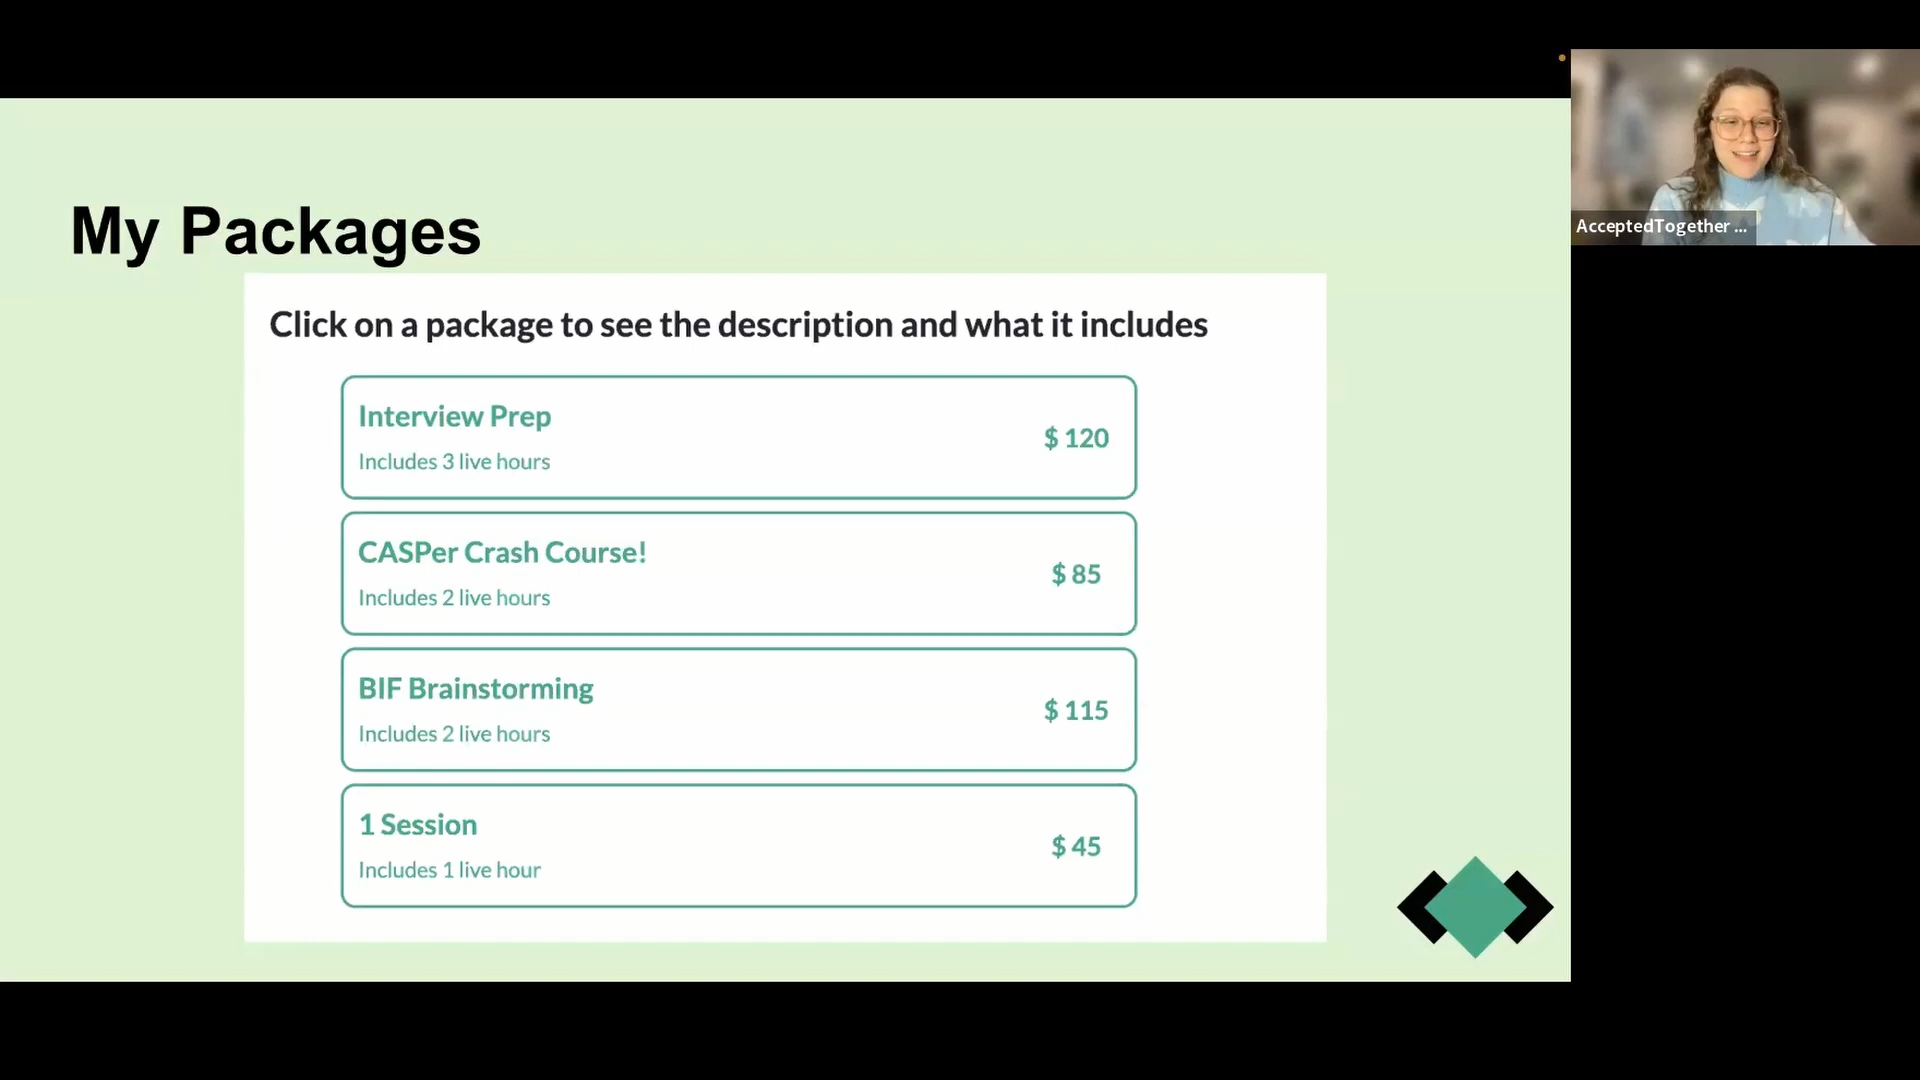 My Packages
Click on a package to see the description and what it includes
Interview Prep
Includes 3 live hours
$ 120
CASPer Crash Course!
Includes 2 live hours
$ 85
BIF Brainstorming
Includes 2 live hours
$ 115
1 Session
Includes 1 live hour
$ 45
AcceptedTogether ...